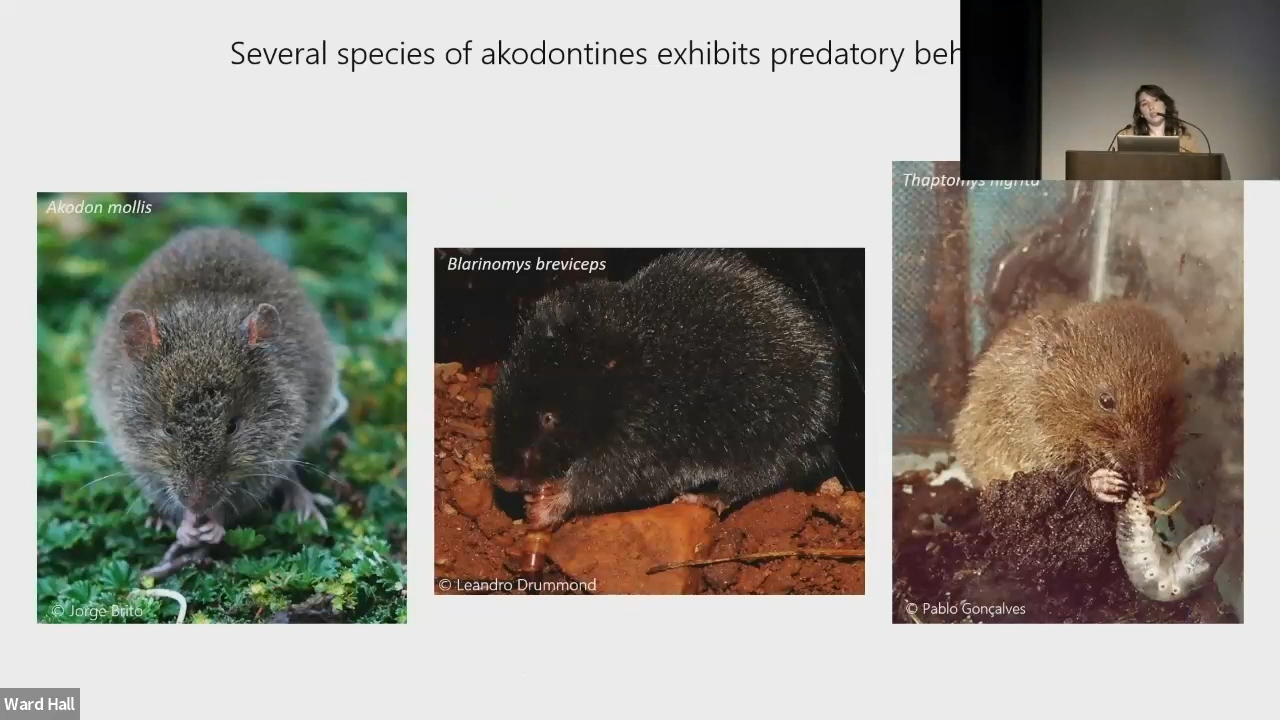 Several species of akodontines exhibits predatory beh
Akodon mollis
© Jorge Brito
Blarinomys breviceps
© Leandro Drummond
Thaptomys nigrita
© Pablo Gonçalves
Ward Hall